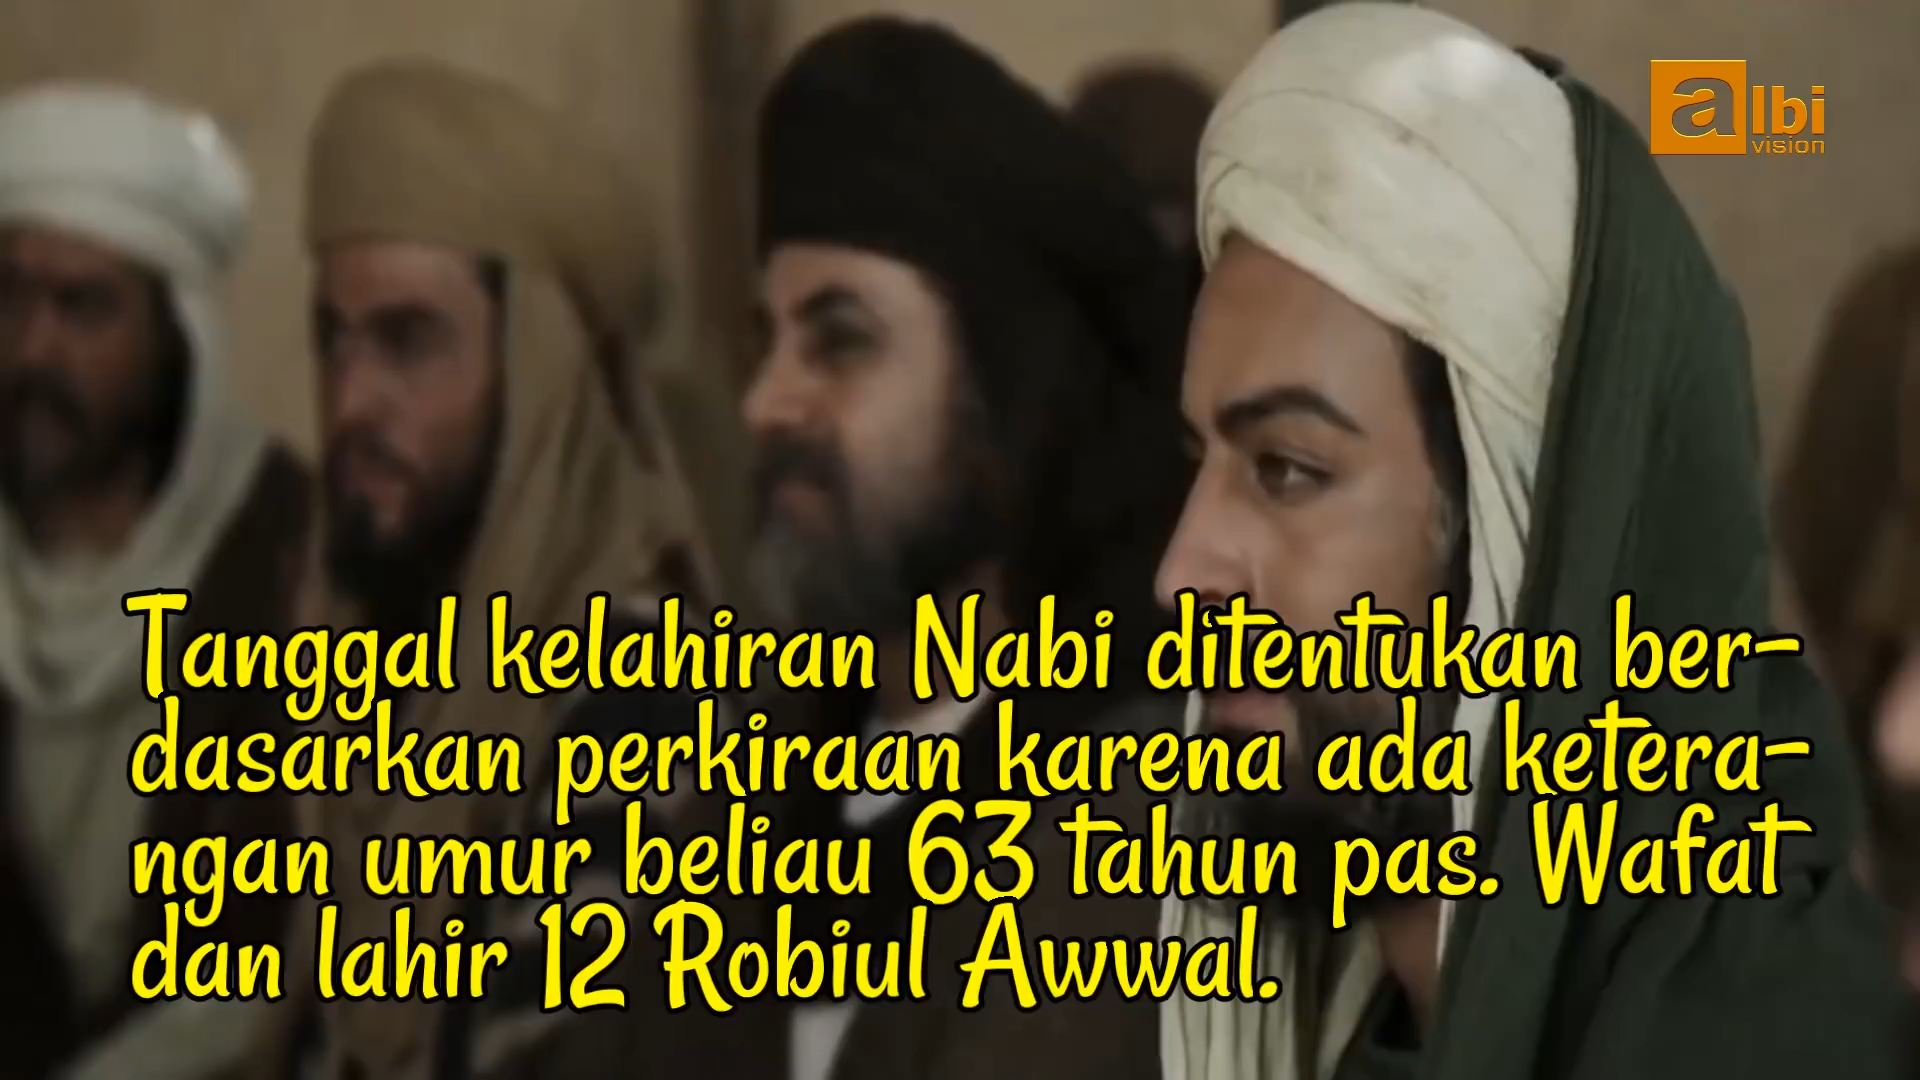 albi
vision
Tanggal kelahiran Nabi ditentukan ber-
dasarkan perkiraan karena ada ketera-
ngan umur beliau 63 tahun pas. Wafat
dan lahir 12 Robiul Awwal.